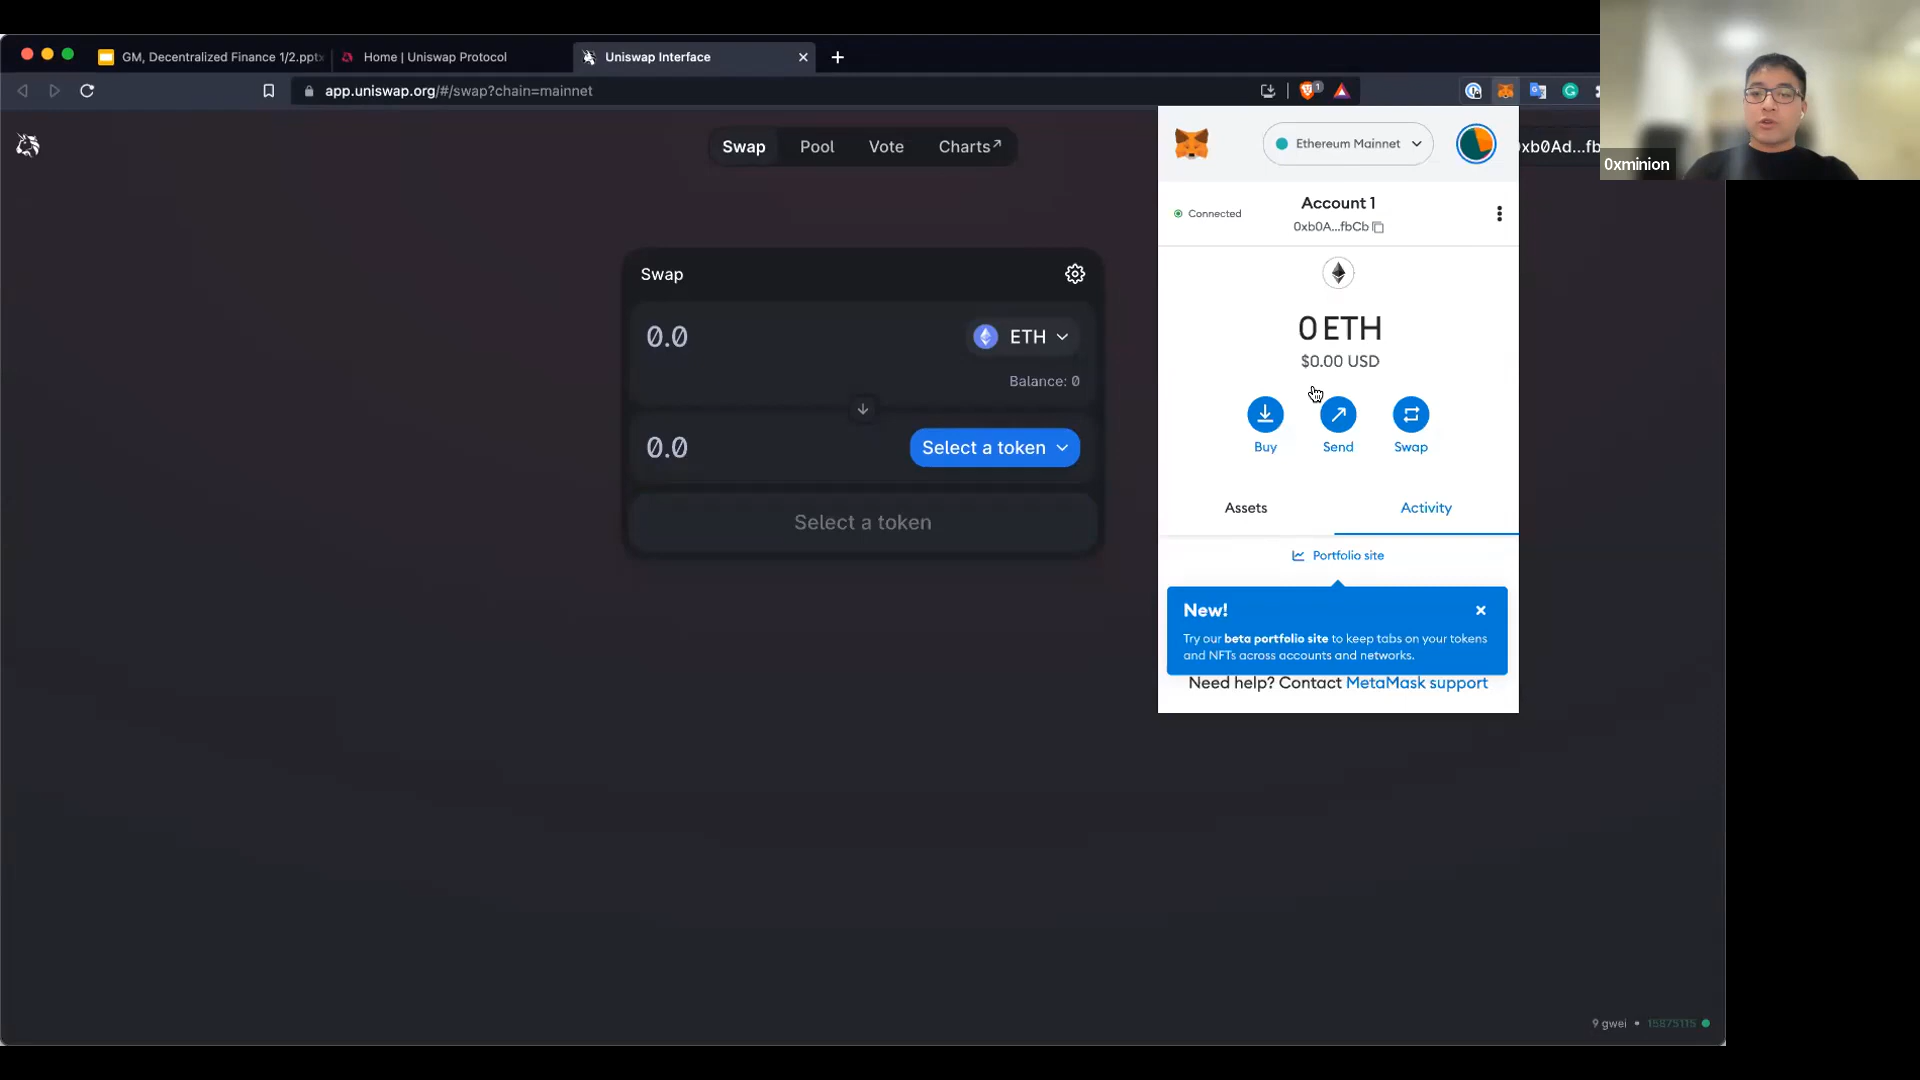 GM, Decentralized Finance 1/2.pptx
Home | Uniswap Protocol
Uniswap Interface
app.uniswap.org/#/swap?chain=mainnet
1
Swap
Pool
Vote
Charts↗
0xb0Ad...fb
0xminion
Ethereum Mainnet
Connected
Account 1
0xb0A...fbCb
0 ETH
$0.00 USD
Buy
Send
Swap
Assets
Activity
Portfolio site
New!
Try our beta portfolio site to keep tabs on your tokens
and NFTs across accounts and networks.
Need help? Contact MetaMask support
Swap
0.0
ETH
Balance: 0
0.0
Select a token
Select a token
9 gwei • 15875115